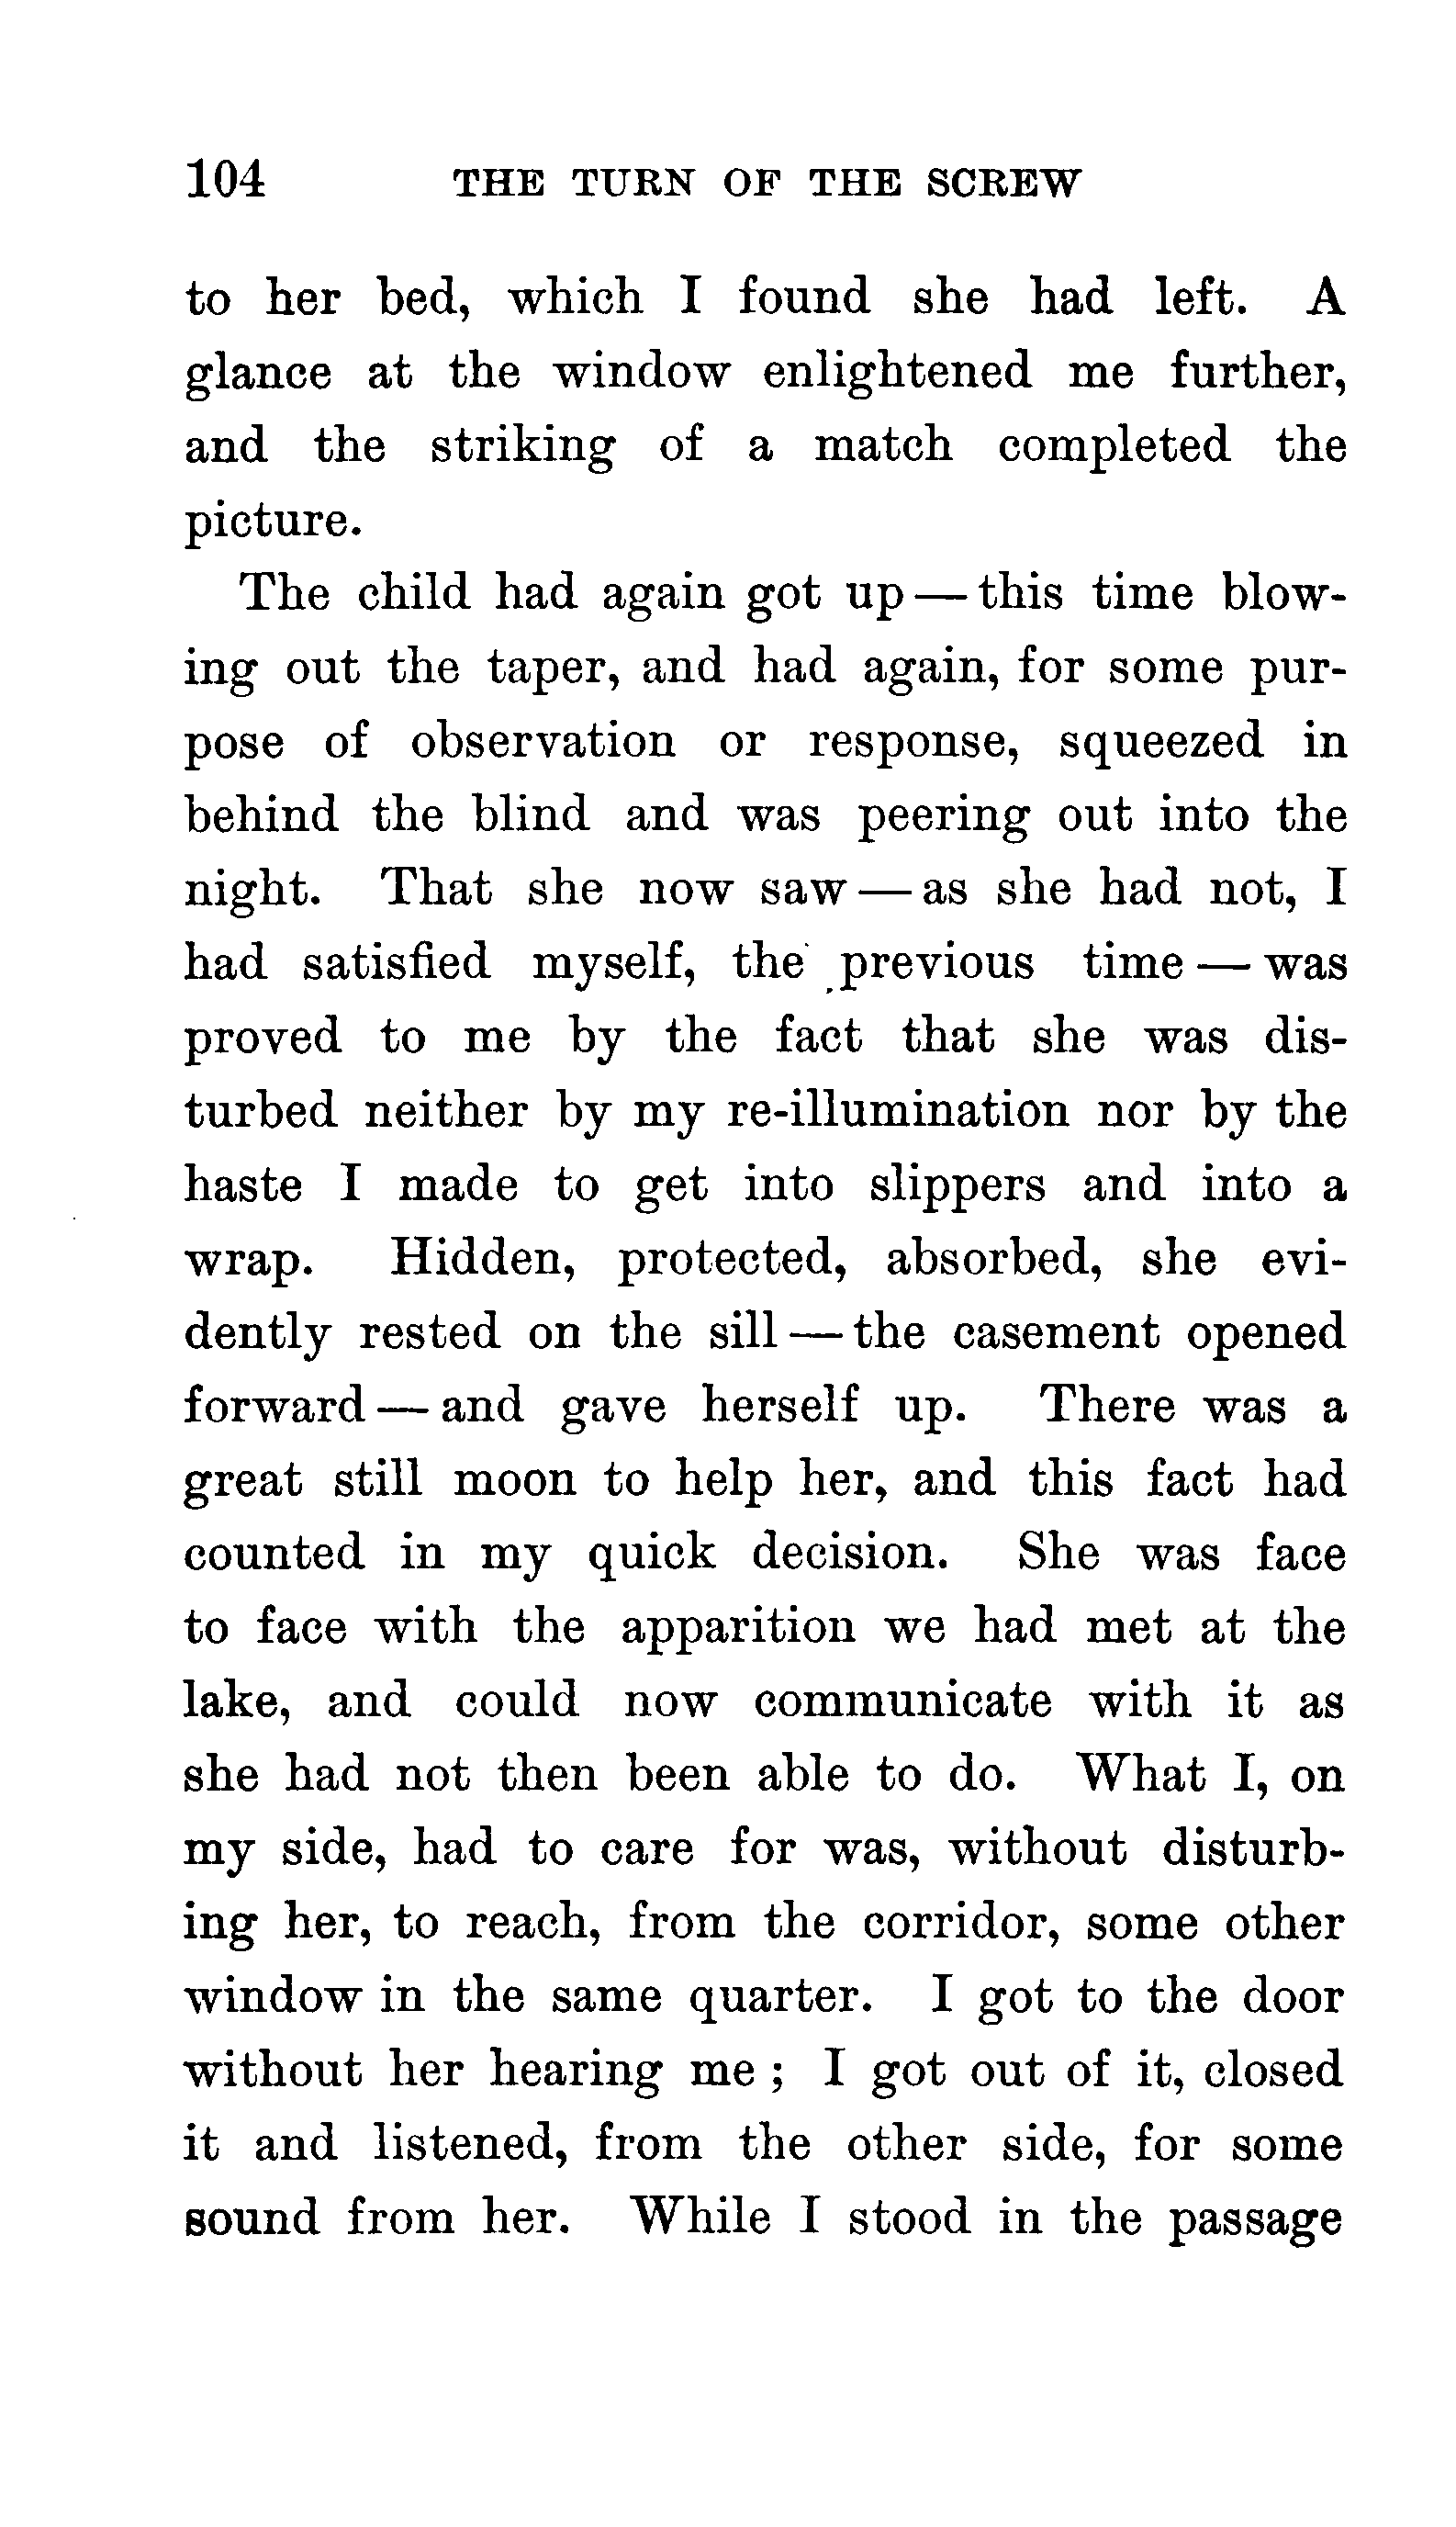 104 THE TURN OF THE SCREW
to her bed, which I found she had left. A
glance at the window enlightened me further,
and the striking of a match completed the
picture.
The child had again got up — this time blow-
ing out the taper, and had again, for some pur-
pose of observation or response, squeezed in
behind the blind and was peering out into the
night. That she now saw — as she had not, I
had satisfied myself, the previous time — was
proved to me by the fact that she was dis-
turbed neither by my re-illumination nor by the
haste I made to get into slippers and into a
wrap. Hidden, protected, absorbed, she evi-
dently rested on the sill — the casement opened
forward — and gave herself up. There was a
great still moon to help her, and this fact had
counted in my quick decision. She was face
to face with the apparition we had met at the
lake, and could now communicate with it as
she had not then been able to do. What I, on
my side, had to care for was, without disturb-
ing her, to reach, from the corridor, some other
window in the same quarter. I got to the door
without her hearing me ; I got out of it, closed
it and listened, from the other side, for some
sound from her. While I stood in the passage